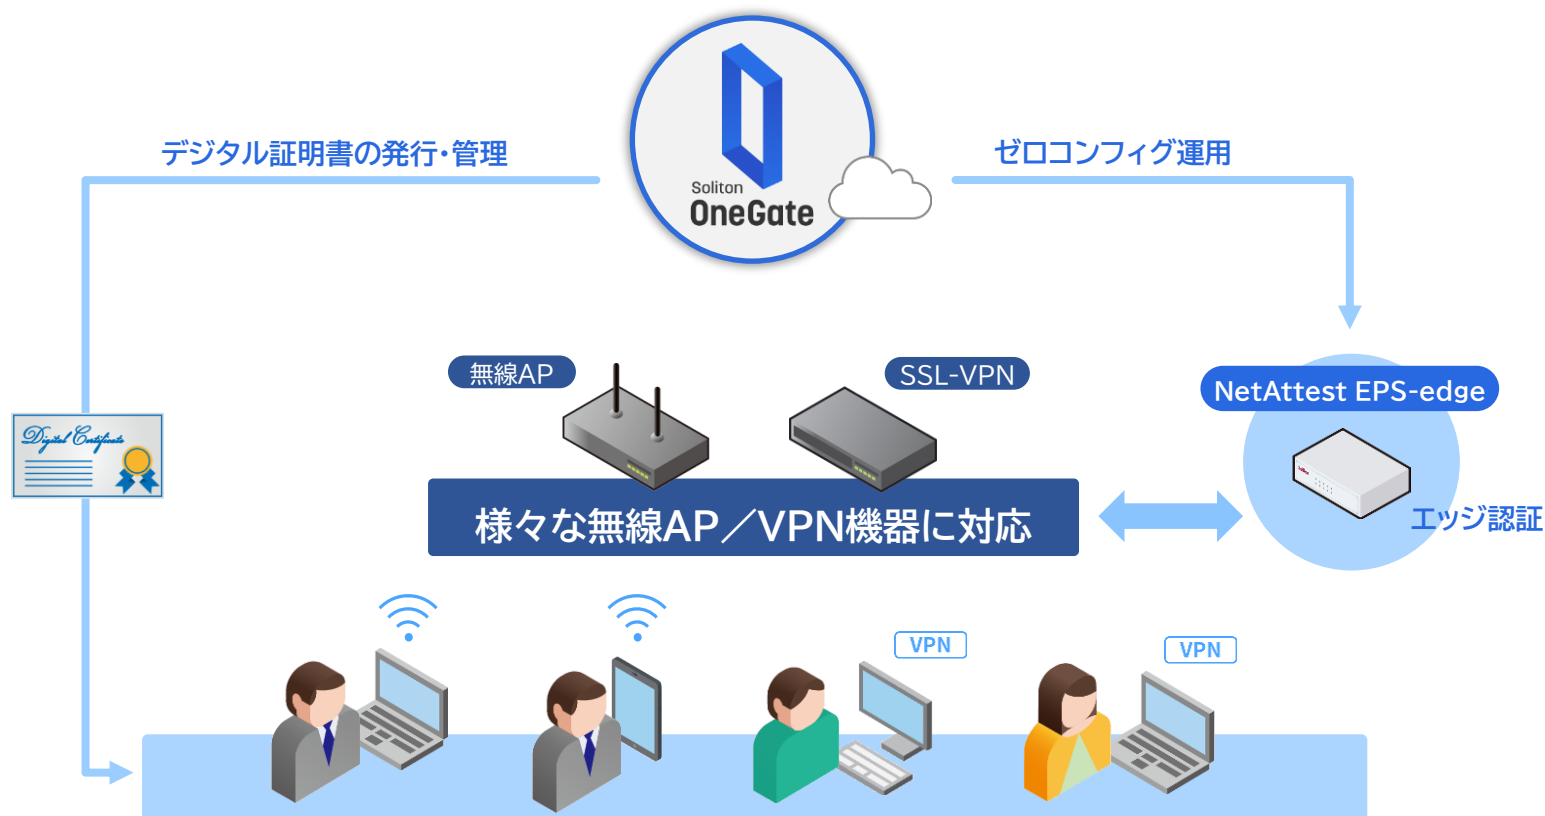 デジタル証明書の発行・管理
Soliton
OneGate
ゼロコンフィグ運用
無線AP
SSL-VPN
NetAttest EPS-edge
Digital Certificate
様々な無線AP／VPN機器に対応
エッジ認証
VPN
VPN